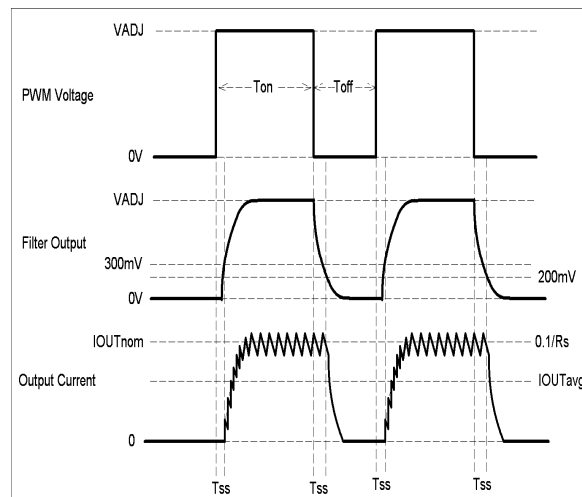 VADJ
Ton
Toff
PWM Voltage
0V
VADJ
Filter Output
300mV
200mV
0V
IOUTnom
0.1/Rs
Output Current
IOUTavg
0
Tss
Tss
Tss
Tss